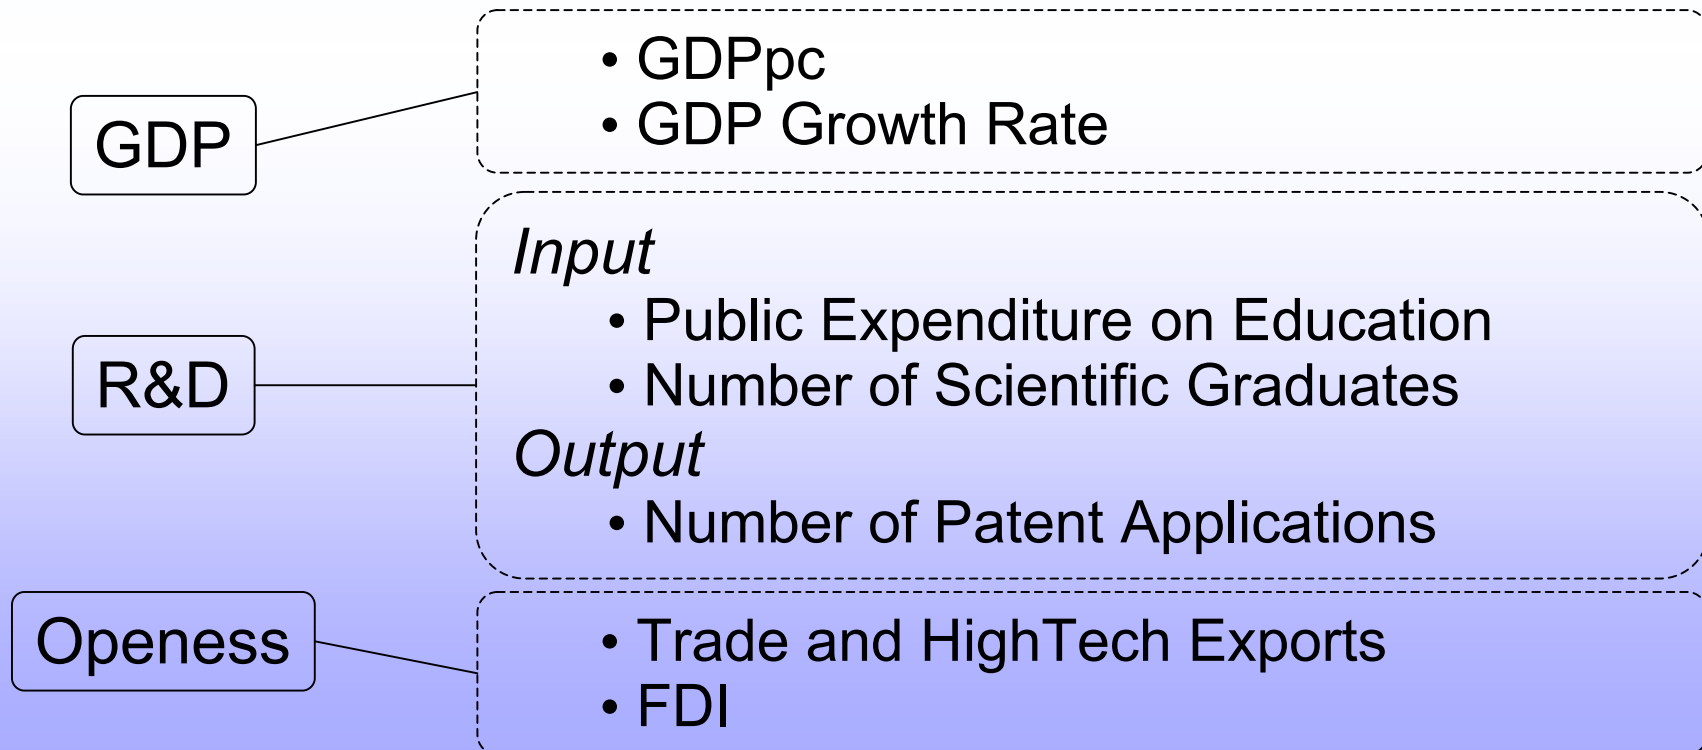 GDP
• GDPpc
• GDP Growth Rate
R&D
Input
• Public Expenditure on Education
• Number of Scientific Graduates
Output
• Number of Patent Applications
Openess
• Trade and HighTech Exports
• FDI